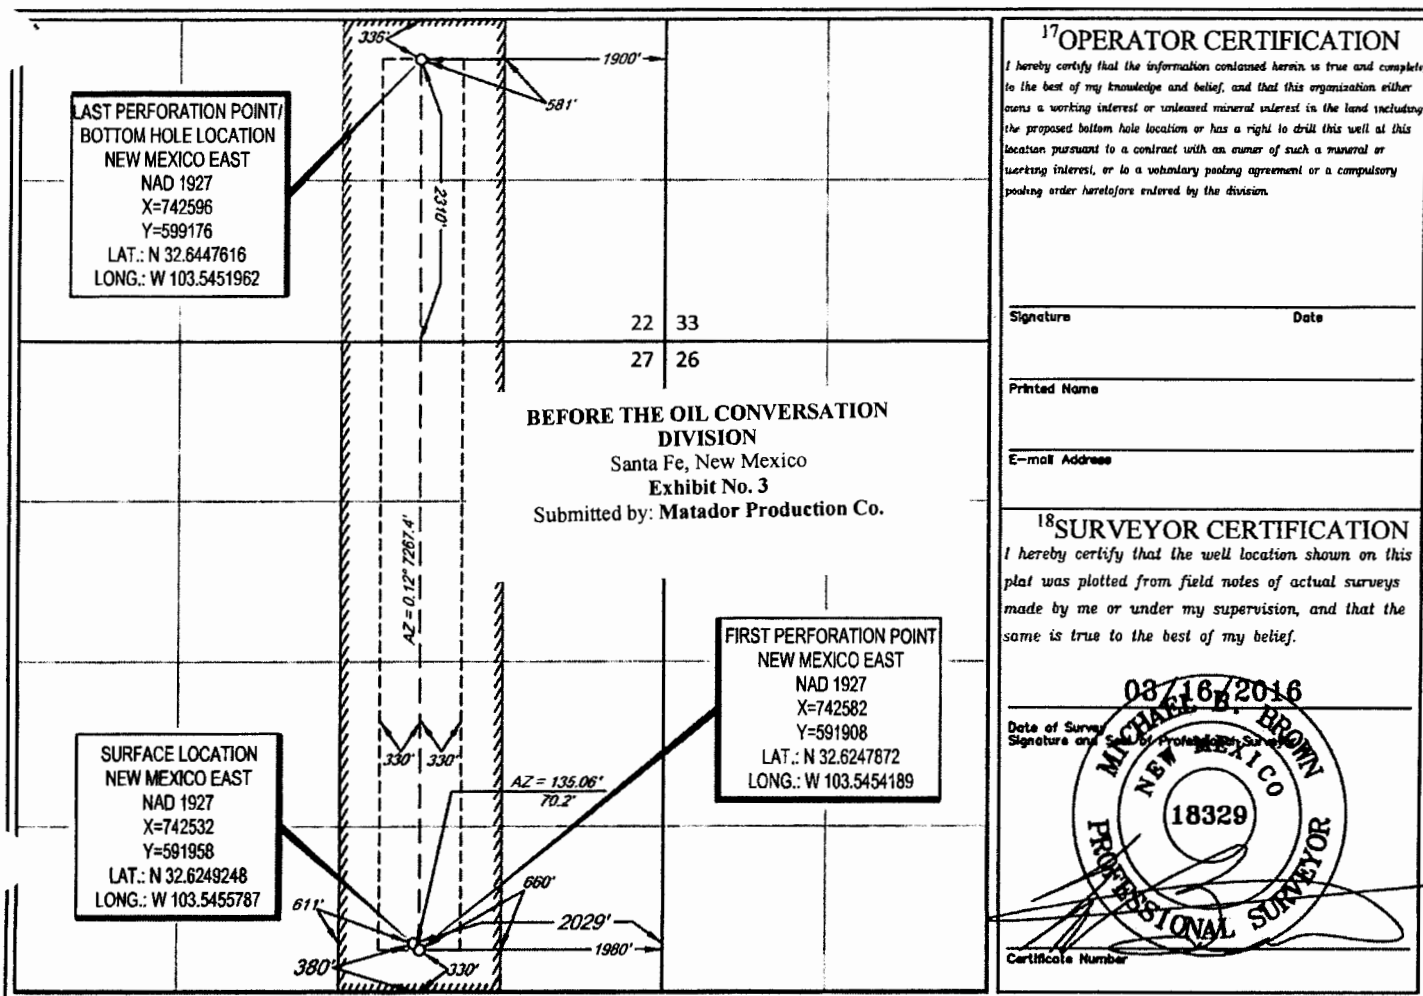 336'
1900'
581'
LAST PERFORATION POINT/
BOTTOM HOLE LOCATION
NEW MEXICO EAST
NAD 1927
X=742596
Y=599176
LAT.: N 32.6447616
LONG.: W 103.5451962
2310'
22 33
27 26
BEFORE THE OIL CONVERSATION
DIVISION
Santa Fe, New Mexico
Exhibit No. 3
Submitted by: Matador Production Co.
AZ = 0.12° 7267.4'
FIRST PERFORATION POINT
NEW MEXICO EAST
NAD 1927
X=742582
Y=591908
LAT.: N 32.6247872
LONG.: W 103.5454189
330' 330'
AZ = 135.06°
70.2'
SURFACE LOCATION
NEW MEXICO EAST
NAD 1927
X=742532
Y=591958
LAT.: N 32.6249248
LONG.: W 103.5455787
611'
660'
2029'
1980'
380'
330'
17OPERATOR CERTIFICATION
I hereby certify that the information contained herein is true and complete
to the best of my knowledge and belief, and that this organization either
owns a working interest or unleased mineral interest in the land including
the proposed bottom hole location or has a right to drill this well at this
location pursuant to a contract with an owner of such a mineral or
working interest, or to a voluntary pooling agreement or a compulsory
pooling order heretofore entered by the division.
Signature Date
Printed Name
E-mail Address
18SURVEYOR CERTIFICATION
I hereby certify that the well location shown on this
plat was plotted from field notes of actual surveys
made by me or under my supervision, and that the
same is true to the best of my belief.
03/16/2016
Date of Survey
Signature and Seal of Professional Surveyor
MICHAEL B. BROWN
NEW MEXICO
18329
PROFESSIONAL SURVEYOR
Certificate Number